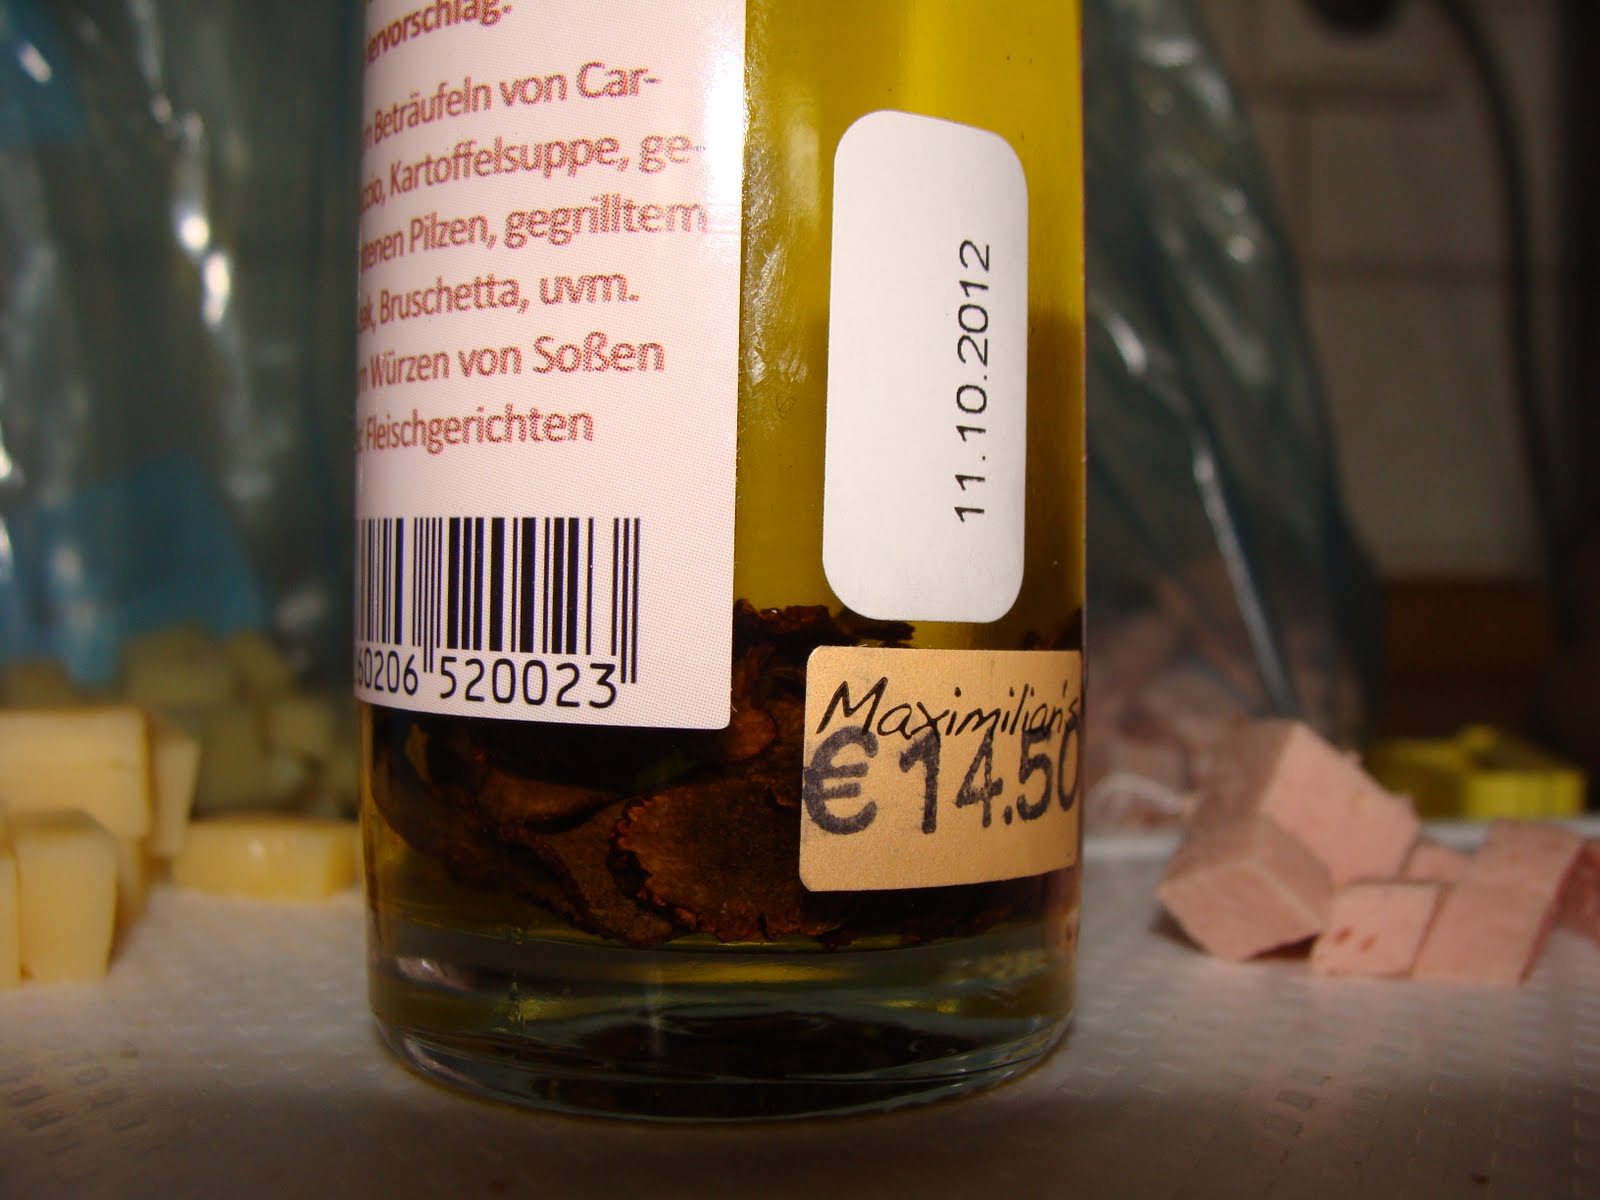 Beträufeln von Car-
Kartoffelsuppe, ge-
Pilzen, gegrilltem
Bruschetta, uvm.
Würzen von Soßen
Fleischgerichten
60206 520023
11.10.2012
Maximilian's
€14.50